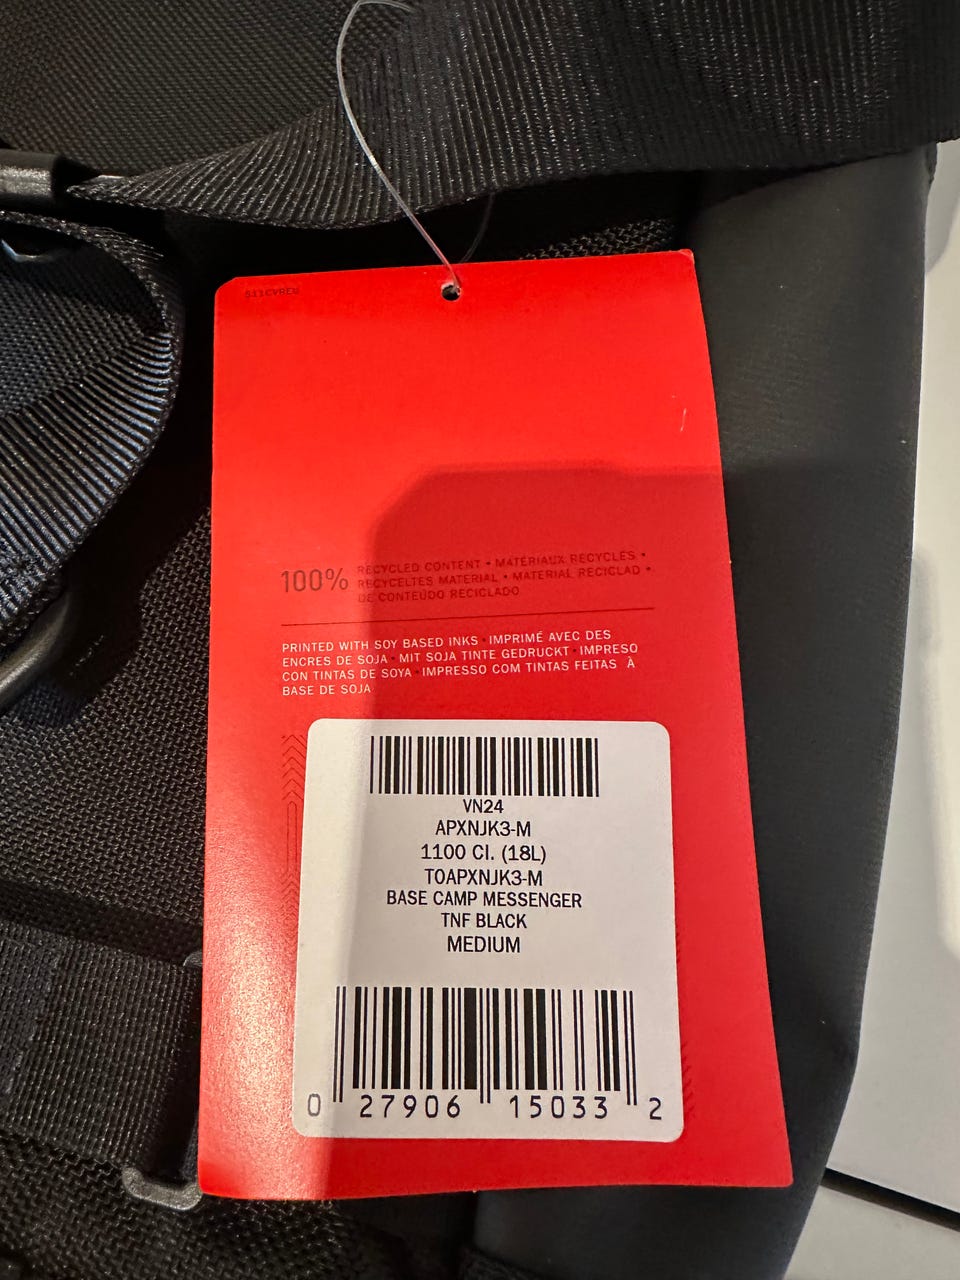 100% RECYCLED CONTENT • MATÉRIAUX RECYCLÉS •
RECYCELTES MATERIAL • MATERIAL RECICLAD •
DE CONTEÚDO RECICLADO
PRINTED WITH SOY BASED INKS • IMPRIMÉ AVEC DES
ENCRES DE SOJA • MIT SOJA TINTE GEDRUCKT • IMPRESO
CON TINTAS DE SOYA • IMPRESSO COM TINTAS FEITAS À
BASE DE SOJA
VN24
APXNJK3-M
1100 CI. (18L)
T0APXNJK3-M
BASE CAMP MESSENGER
TNF BLACK
MEDIUM
0 27906 15033 2